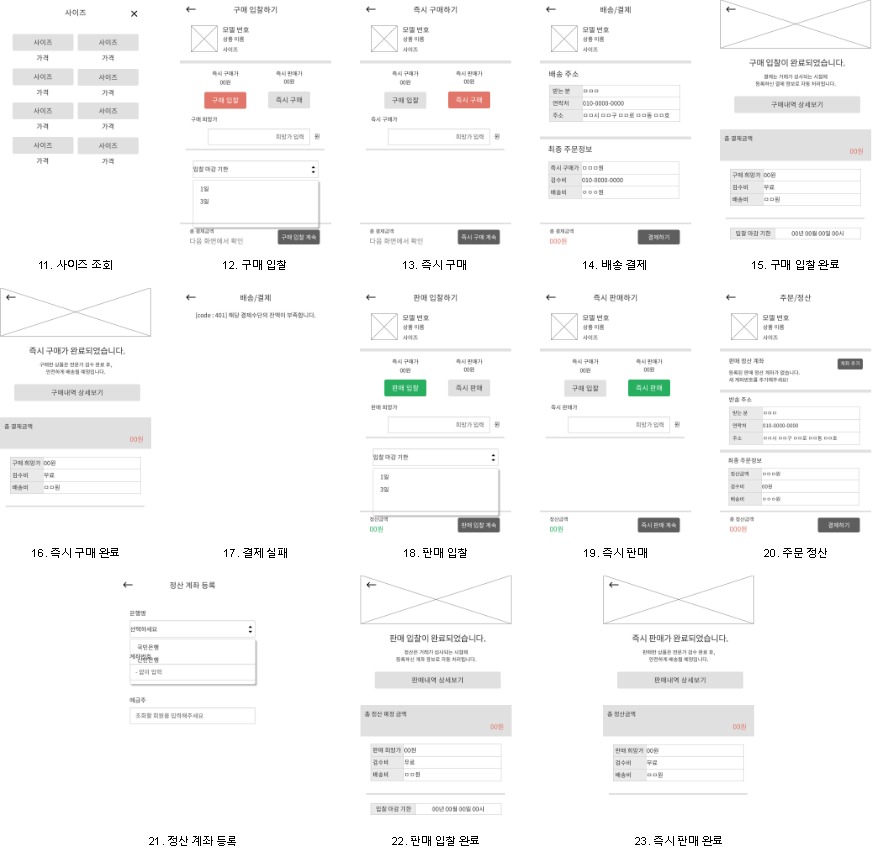 사이즈
사이즈 사이즈
가격 가격
사이즈 사이즈
가격 가격
사이즈 사이즈
가격 가격
사이즈 사이즈
가격 가격
11. 사이즈 조회
구매 입찰하기
모델 번호
상품 이름
사이즈
즉시 구매가 즉시 판매가
00원 00원
구매 입찰 즉시 구매
구매 희망가
희망가 입력 원
입찰 마감 기한
1일
3일
총 결제금액
다음 화면에서 확인
구매 입찰 계속
12. 구매 입찰
즉시 구매하기
모델 번호
상품 이름
사이즈
즉시 구매가 즉시 판매가
00원 00원
구매 입찰 즉시 구매
즉시 구매가
희망가 입력 원
총 결제금액
다음 화면에서 확인
즉시 구매 계속
13. 즉시 구매
배송/결제
모델 번호
상품 이름
사이즈
배송 주소
받는 분 ㅇㅇㅇ
연락처 010-0000-0000
주소 ㅇㅇ시 ㅇㅇ구 ㅇㅇ로 ㅇㅇ동 ㅇㅇ호
최종 주문정보
즉시 구매가 ㅇㅇㅇ원
검수비 010-0000-0000
배송비 ㅇㅇㅇ원
총 결제금액
000원
결제하기
14. 배송 결제
구매 입찰이 완료되었습니다.
결제는 거래가 성사되는 시점에
등록하신 결제 정보로 자동 처리됩니다.
구매내역 상세보기
총 결제금액
00원
구매 희망가 00원
검수비 무료
배송비 ㅁㅁ원
입찰 마감 기한 00년 00월 00일 00시
15. 구매 입찰 완료
즉시 구매가 완료되었습니다.
구매한 상품은 전문가 검수 완료 후,
안전하게 배송될 예정입니다.
구매내역 상세보기
총 결제금액
00원
구매 희망가 00원
검수비 무료
배송비 ㅁㅁ원
16. 즉시 구매 완료
배송/결제
[code : 401] 해당 결제수단의 잔액이 부족합니다.
17. 결제 실패
판매 입찰하기
모델 번호
상품 이름
사이즈
즉시 구매가 즉시 판매가
00원 00원
판매 입찰 즉시 판매
판매 희망가
희망가 입력 원
입찰 마감 기한
1일
3일
정산금액
00원
판매 입찰 계속
18. 판매 입찰
즉시 판매하기
모델 번호
상품 이름
사이즈
즉시 구매가 즉시 판매가
00원 00원
구매 입찰 즉시 판매
즉시 판매가
희망가 입력 원
정산금액
00원
즉시 판매 계속
19. 즉시 판매
주문/정산
모델 번호
상품 이름
사이즈
판매 정산 계좌
계좌 추가
등록된 판매 정산 계좌가 없습니다.
새 계좌번호를 추가해주세요!
반송 주소
받는 분 ㅇㅇㅇ
연락처 010-0000-0000
주소 ㅇㅇ시 ㅇㅇ구 ㅇㅇ로 ㅇㅇ동 ㅇㅇ호
최종 주문정보
정산금액 ㅇㅇㅇ원
검수비 00원
배송비 ㅇㅇㅇ원
총 정산금액
000원
결제하기
20. 주문 정산
정산 계좌 등록
은행명
선택하세요
국민은행
신한은행
계좌번호
- 없이 입력
예금주
조회할 회원을 입력해주세요
21. 정산 계좌 등록
판매 입찰이 완료되었습니다.
정산은 거래가 성사되는 시점에
등록하신 계좌 정보로 자동 처리됩니다.
판매내역 상세보기
총 정산 예정 금액
00원
판매 희망가 00원
검수비 무료
배송비 ㅁㅁ원
입찰 마감 기한 00년 00월 00일 00시
22. 판매 입찰 완료
즉시 판매가 완료되었습니다.
판매한 상품은 전문가 검수 완료 후,
안전하게 배송될 예정입니다.
판매내역 상세보기
총 정산금액
00원
판매 희망가 00원
검수비 무료
배송비 ㅁㅁ원
23. 즉시 판매 완료